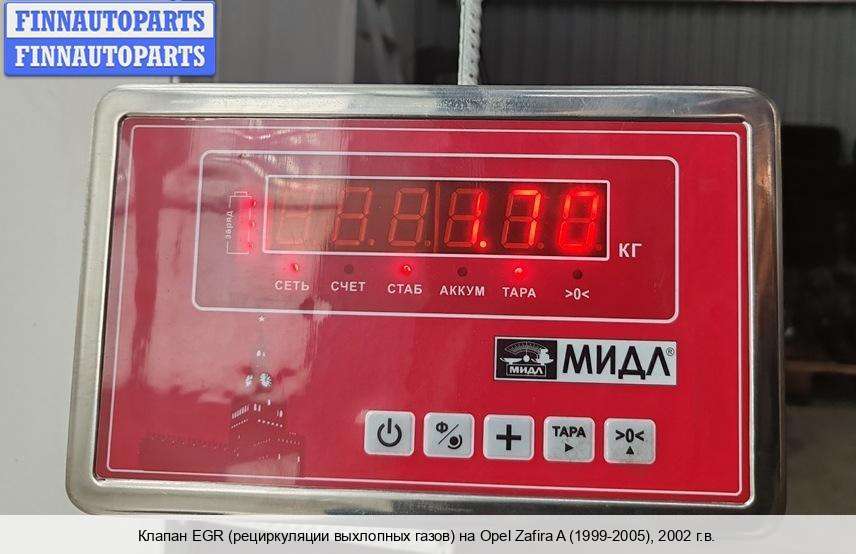 FINNAUTOPARTS
FINNAUTOPARTS
заряд
1.70
КГ
СЕТЬ СЧЕТ СТАБ АККУМ ТАРА >0<
МИДЛ МИДЛ®
Ф ТАРА >0<
Клапан EGR (рециркуляции выхлопных газов) на Opel Zafira A (1999-2005), 2002 г.в.